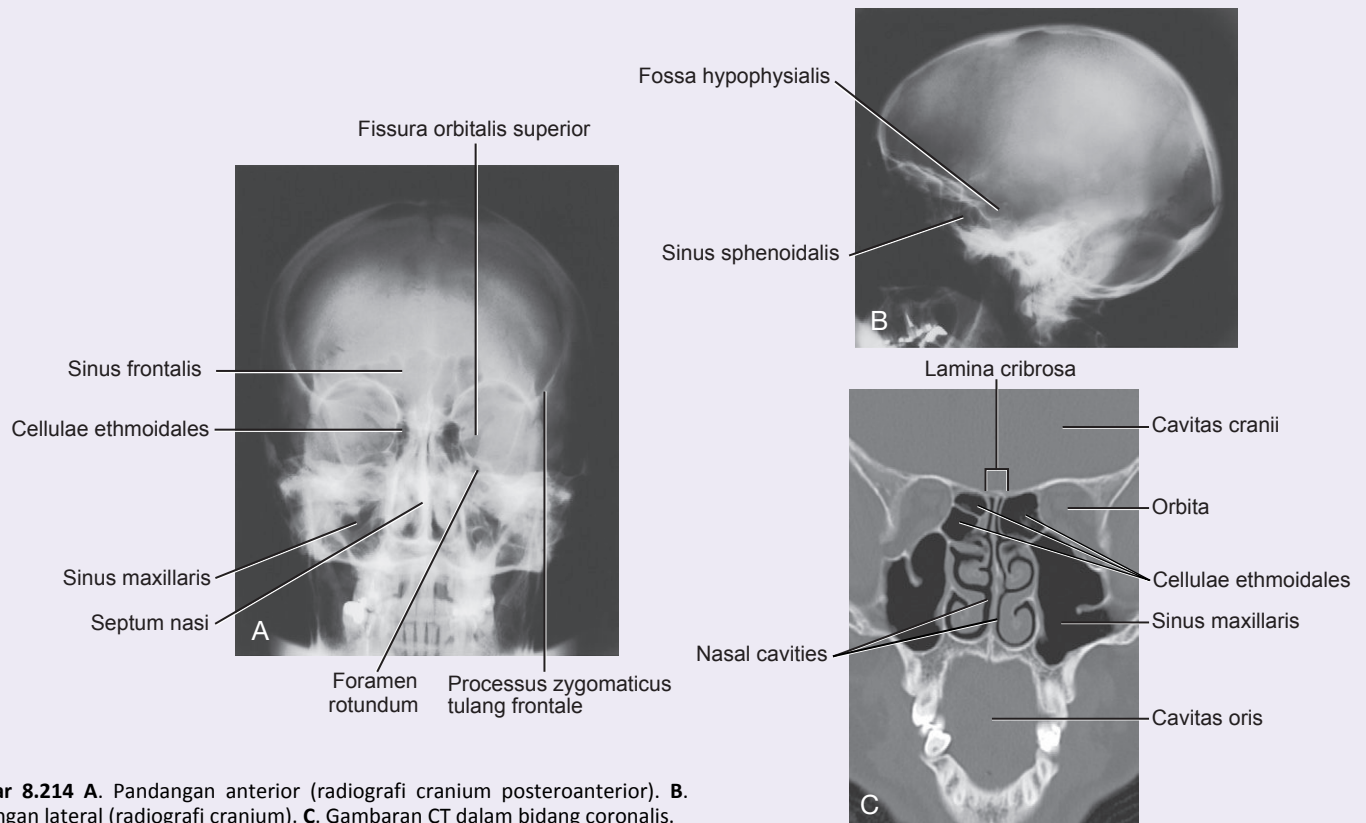 Fossa hypophysialis
Fissura orbitalis superior
Sinus sphenoidalis
B
Sinus frontalis
Cellulae ethmoidales
Sinus maxillaris
Septum nasi
A
Foramen
rotundum
Processus zygomaticus
tulang frontale
Lamina cribrosa
Cavitas cranii
Orbita
Cellulae ethmoidales
Sinus maxillaris
Nasal cavities
Cavitas oris
C
8.214 A. Pandangan anterior (radiografi cranium posteroanterior). B.
lateral (radiografi cranium). C. Gambaran CT dalam bidang coronalis.